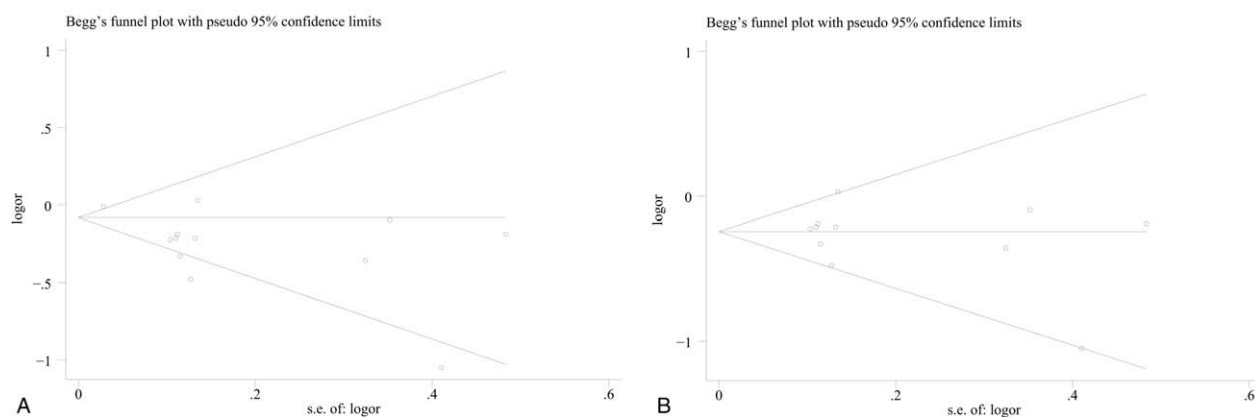 Begg's funnel plot with pseudo 95% confidence limits
1
.5
0
−.5
−1
logor
0
.2
.4
.6
s.e. of: logor
A
Begg's funnel plot with pseudo 95% confidence limits
1
0
−1
logor
0
.2
.4
.6
s.e. of: logor
B